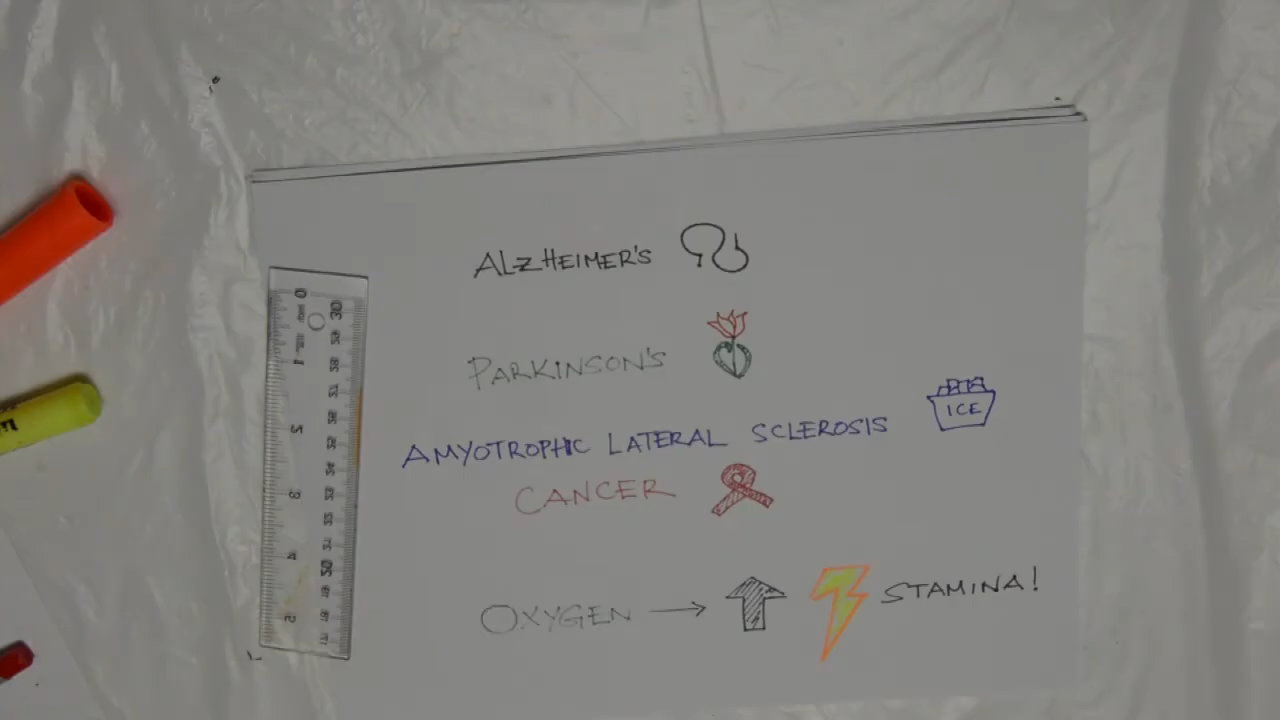 ALZHEIMER'S
PARKINSON'S
ICE
AMYOTROPHIC LATERAL SCLEROSIS
CANCER
OXYGEN → STAMINA!